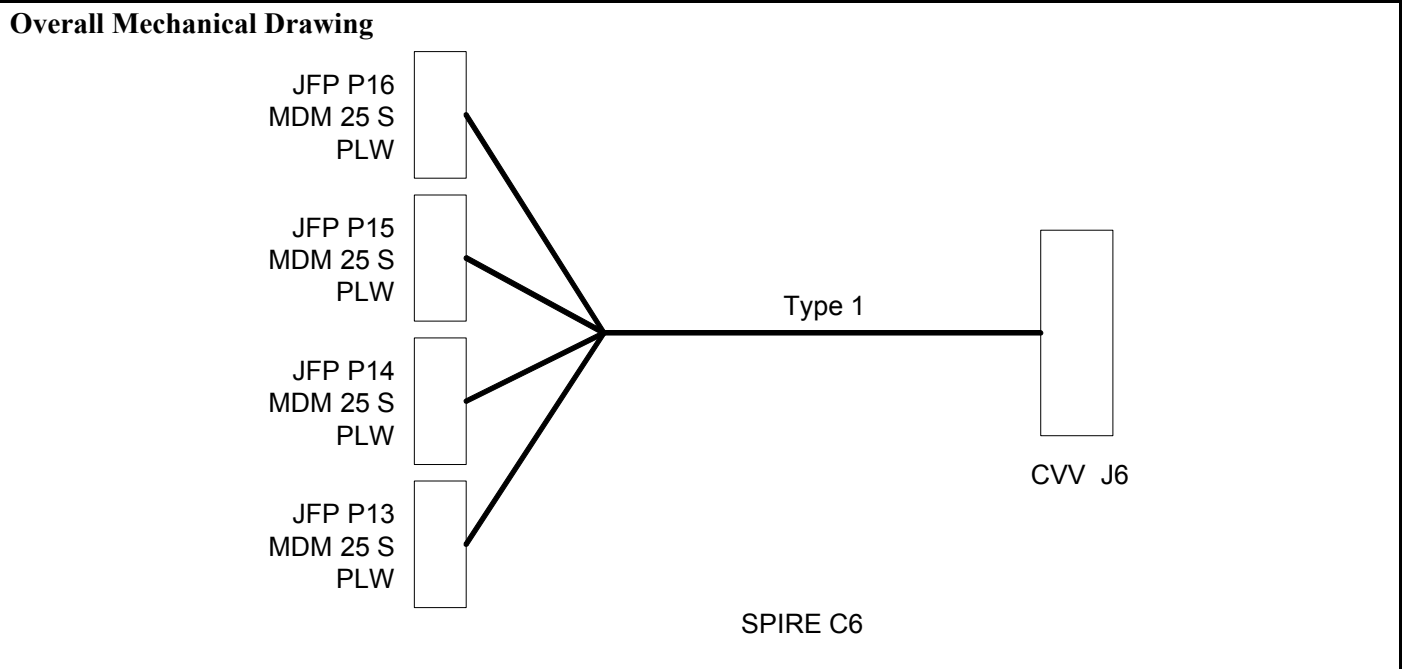 Overall Mechanical Drawing
JFP P16
MDM 25 S
PLW
JFP P15
MDM 25 S
PLW
JFP P14
MDM 25 S
PLW
JFP P13
MDM 25 S
PLW
Type 1
CVV J6
SPIRE C6